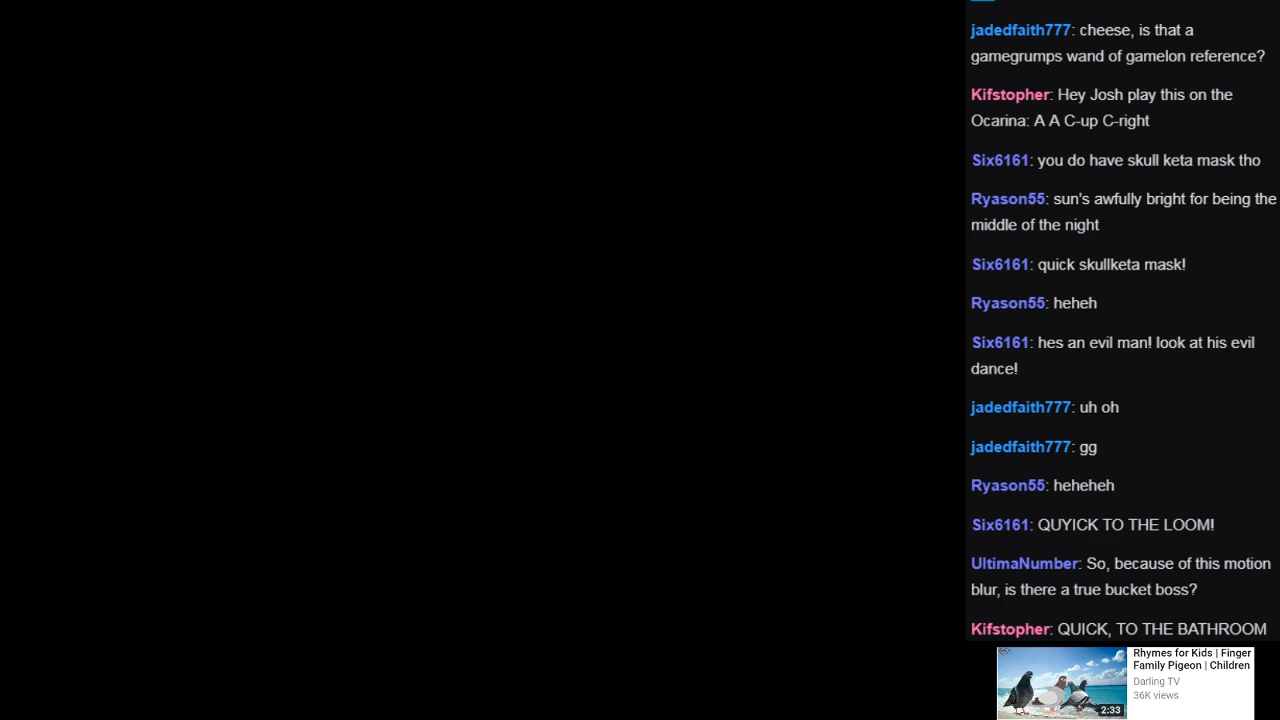 jadedfaith777: cheese, is that a
gamegrumps wand of gamelon reference?
Kifstopher: Hey Josh play this on the
Ocarina: A A C-up C-right
Six6161: you do have skull keta mask tho
Ryason55: sun's awfully bright for being the
middle of the night
Six6161: quick skullketa mask!
Ryason55: heheh
Six6161: hes an evil man! look at his evil
dance!
jadedfaith777: uh oh
jadedfaith777: gg
Ryason55: heheheh
Six6161: QUYICK TO THE LOOM!
UltimaNumber: So, because of this motion
blur, is there a true bucket boss?
Kifstopher: QUICK, TO THE BATHROOM
Rhymes for Kids | Finger
Family Pigeon | Children
Darling TV
36K views
2:33